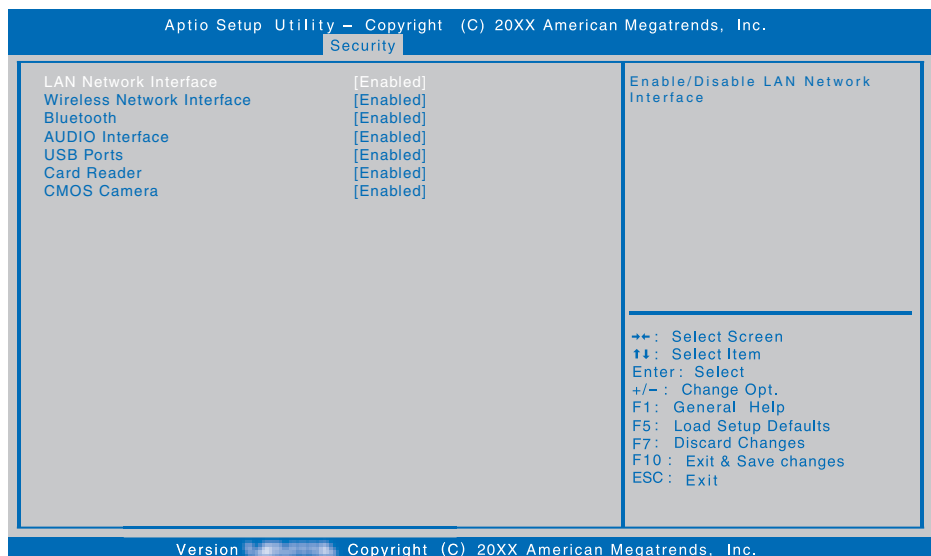 Aptio Setup Utility – Copyright (C) 20XX American Megatrends, Inc.
Security
LAN Network Interface [Enabled]
Wireless Network Interface [Enabled]
Bluetooth [Enabled]
AUDIO Interface [Enabled]
USB Ports [Enabled]
Card Reader [Enabled]
CMOS Camera [Enabled]
Enable/Disable LAN Network
Interface
→←: Select Screen
↑↓: Select Item
Enter: Select
+/–: Change Opt.
F1: General Help
F5: Load Setup Defaults
F7: Discard Changes
F10: Exit & Save changes
ESC: Exit
Version Copyright (C) 20XX American Megatrends, Inc.